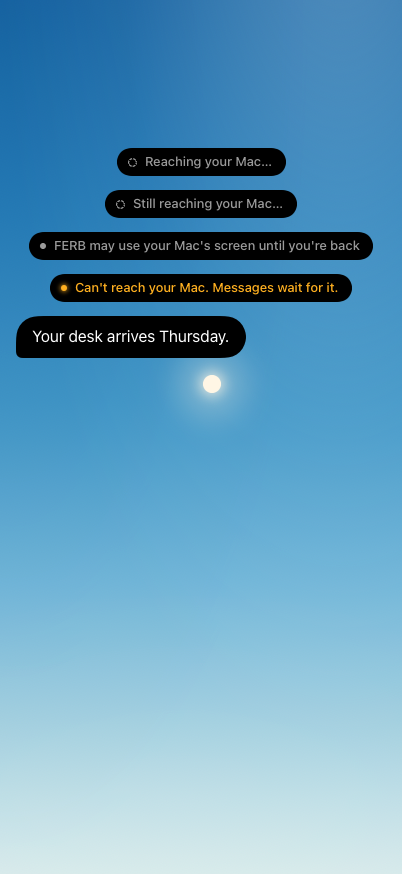 Reaching your Mac...
Still reaching your Mac...
FERB may use your Mac's screen until you're back
Can't reach your Mac. Messages wait for it.
Your desk arrives Thursday.